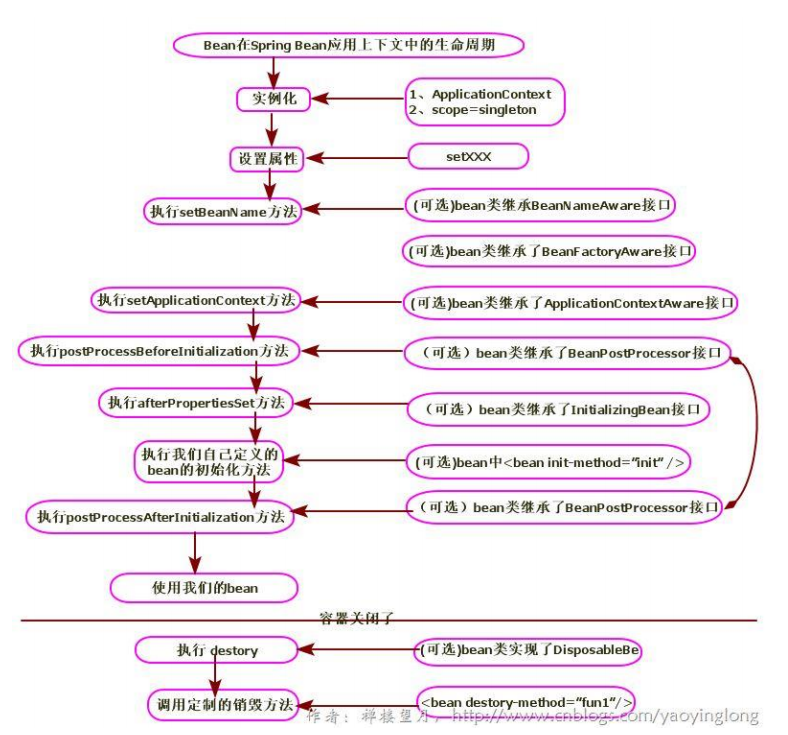 Bean在Spring Bean应用上下文中的生命周期
实例化
1、ApplicationContext
2、scope=singleton
设置属性
setXXX
执行setBeanName方法
(可选)bean类继承BeanNameAware接口
(可选)bean类继承了BeanFactoryAware接口
执行setApplicationContext方法
(可选)bean类继承了ApplicationContextAware接口
执行postProcessBeforeInitialization方法
（可选）bean类继承了BeanPostProcessor接口
执行afterPropertiesSet方法
（可选）bean类继承了InitializingBean接口
执行我们自己定义的
bean的初始化方法
(可选)bean中<bean init-method=“init” />
执行postProcessAfterInitialization方法
（可选）bean类继承了BeanPostProcessor接口
使用我们的bean
容器关闭了
执行 destory
(可选)bean类实现了DisposableBe
调用定制的销毁方法
<bean destory-method=“fun1”/>
作者：禅楼望月，http://www.cnblogs.com/yaoyinglong